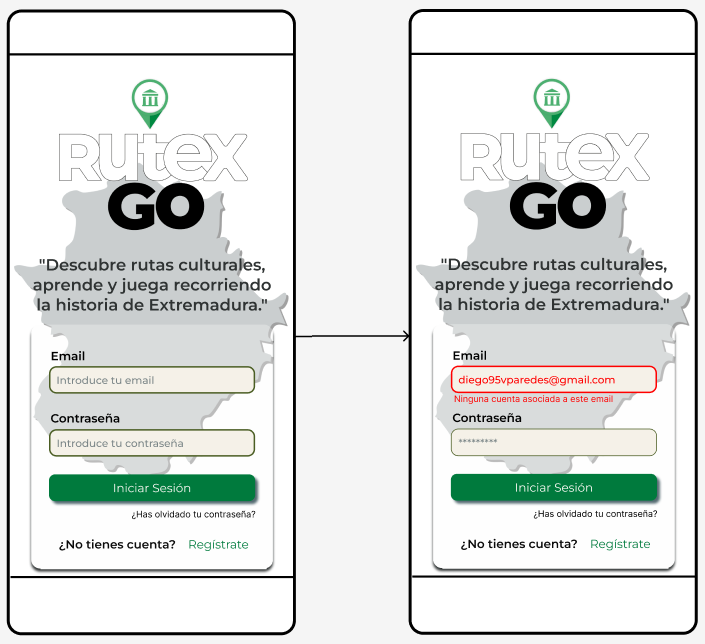 Rutex
GO
"Descubre rutas culturales,
aprende y juega recorriendo
la historia de Extremadura."
Email
Introduce tu email
Contraseña
Introduce tu contraseña
Iniciar Sesión
¿Has olvidado tu contraseña?
¿No tienes cuenta? Regístrate
Rutex
GO
"Descubre rutas culturales,
aprende y juega recorriendo
la historia de Extremadura."
Email
diego95vparedes@gmail.com
Ninguna cuenta asociada a este email
Contraseña
*********
Iniciar Sesión
¿Has olvidado tu contraseña?
¿No tienes cuenta? Regístrate